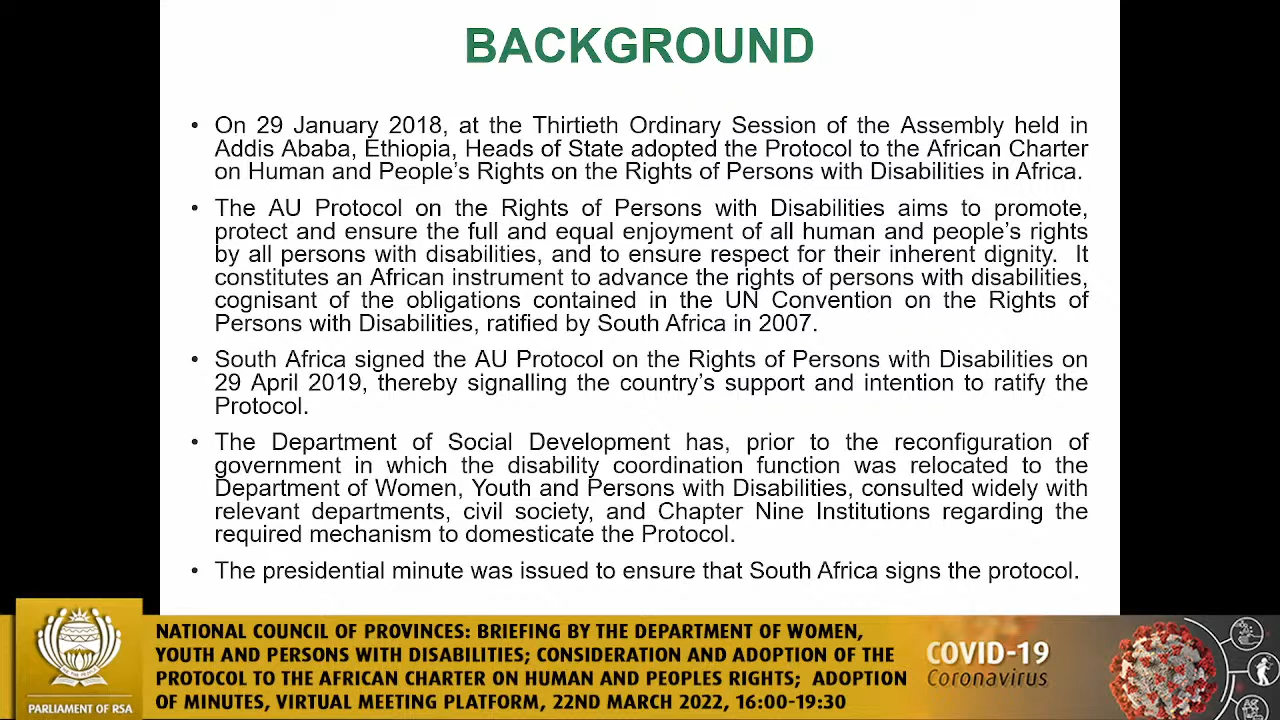 BACKGROUND
• On 29 January 2018, at the Thirtieth Ordinary Session of the Assembly held in
Addis Ababa, Ethiopia, Heads of State adopted the Protocol to the African Charter
on Human and People's Rights on the Rights of Persons with Disabilities in Africa.
• The AU Protocol on the Rights of Persons with Disabilities aims to promote,
protect and ensure the full and equal enjoyment of all human and people's rights
by all persons with disabilities, and to ensure respect for their inherent dignity. It
constitutes an African instrument to advance the rights of persons with disabilities,
cognisant of the obligations contained in the UN Convention on the Rights of
Persons with Disabilities, ratified by South Africa in 2007.
• South Africa signed the AU Protocol on the Rights of Persons with Disabilities on
29 April 2019, thereby signalling the country's support and intention to ratify the
Protocol.
• The Department of Social Development has, prior to the reconfiguration of
government in which the disability coordination function was relocated to the
Department of Women, Youth and Persons with Disabilities, consulted widely with
relevant departments, civil society, and Chapter Nine Institutions regarding the
required mechanism to domesticate the Protocol.
• The presidential minute was issued to ensure that South Africa signs the protocol.
NATIONAL COUNCIL OF PROVINCES: BRIEFING BY THE DEPARTMENT OF WOMEN,
YOUTH AND PERSONS WITH DISABILITIES; CONSIDERATION AND ADOPTION OF THE
PROTOCOL TO THE AFRICAN CHARTER ON HUMAN AND PEOPLES RIGHTS; ADOPTION
OF MINUTES, VIRTUAL MEETING PLATFORM, 22ND MARCH 2022, 16:00-19:30
PARLIAMENT OF RSA
COVID-19
Coronavirus